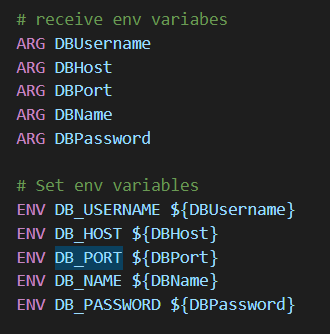 # receive env variabes
ARG DBUsername
ARG DBHost
ARG DBPort
ARG DBName
ARG DBPassword
# Set env variables
ENV DB_USERNAME ${DBUsername}
ENV DB_HOST ${DBHost}
ENV DB_PORT ${DBPort}
ENV DB_NAME ${DBName}
ENV DB_PASSWORD ${DBPassword}